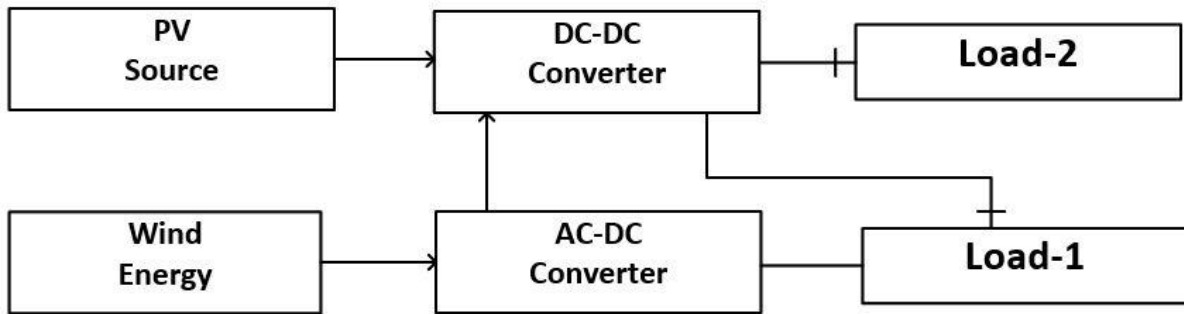 PV
Source
DC-DC
Converter
Load-2
Wind
Energy
AC-DC
Converter
Load-1